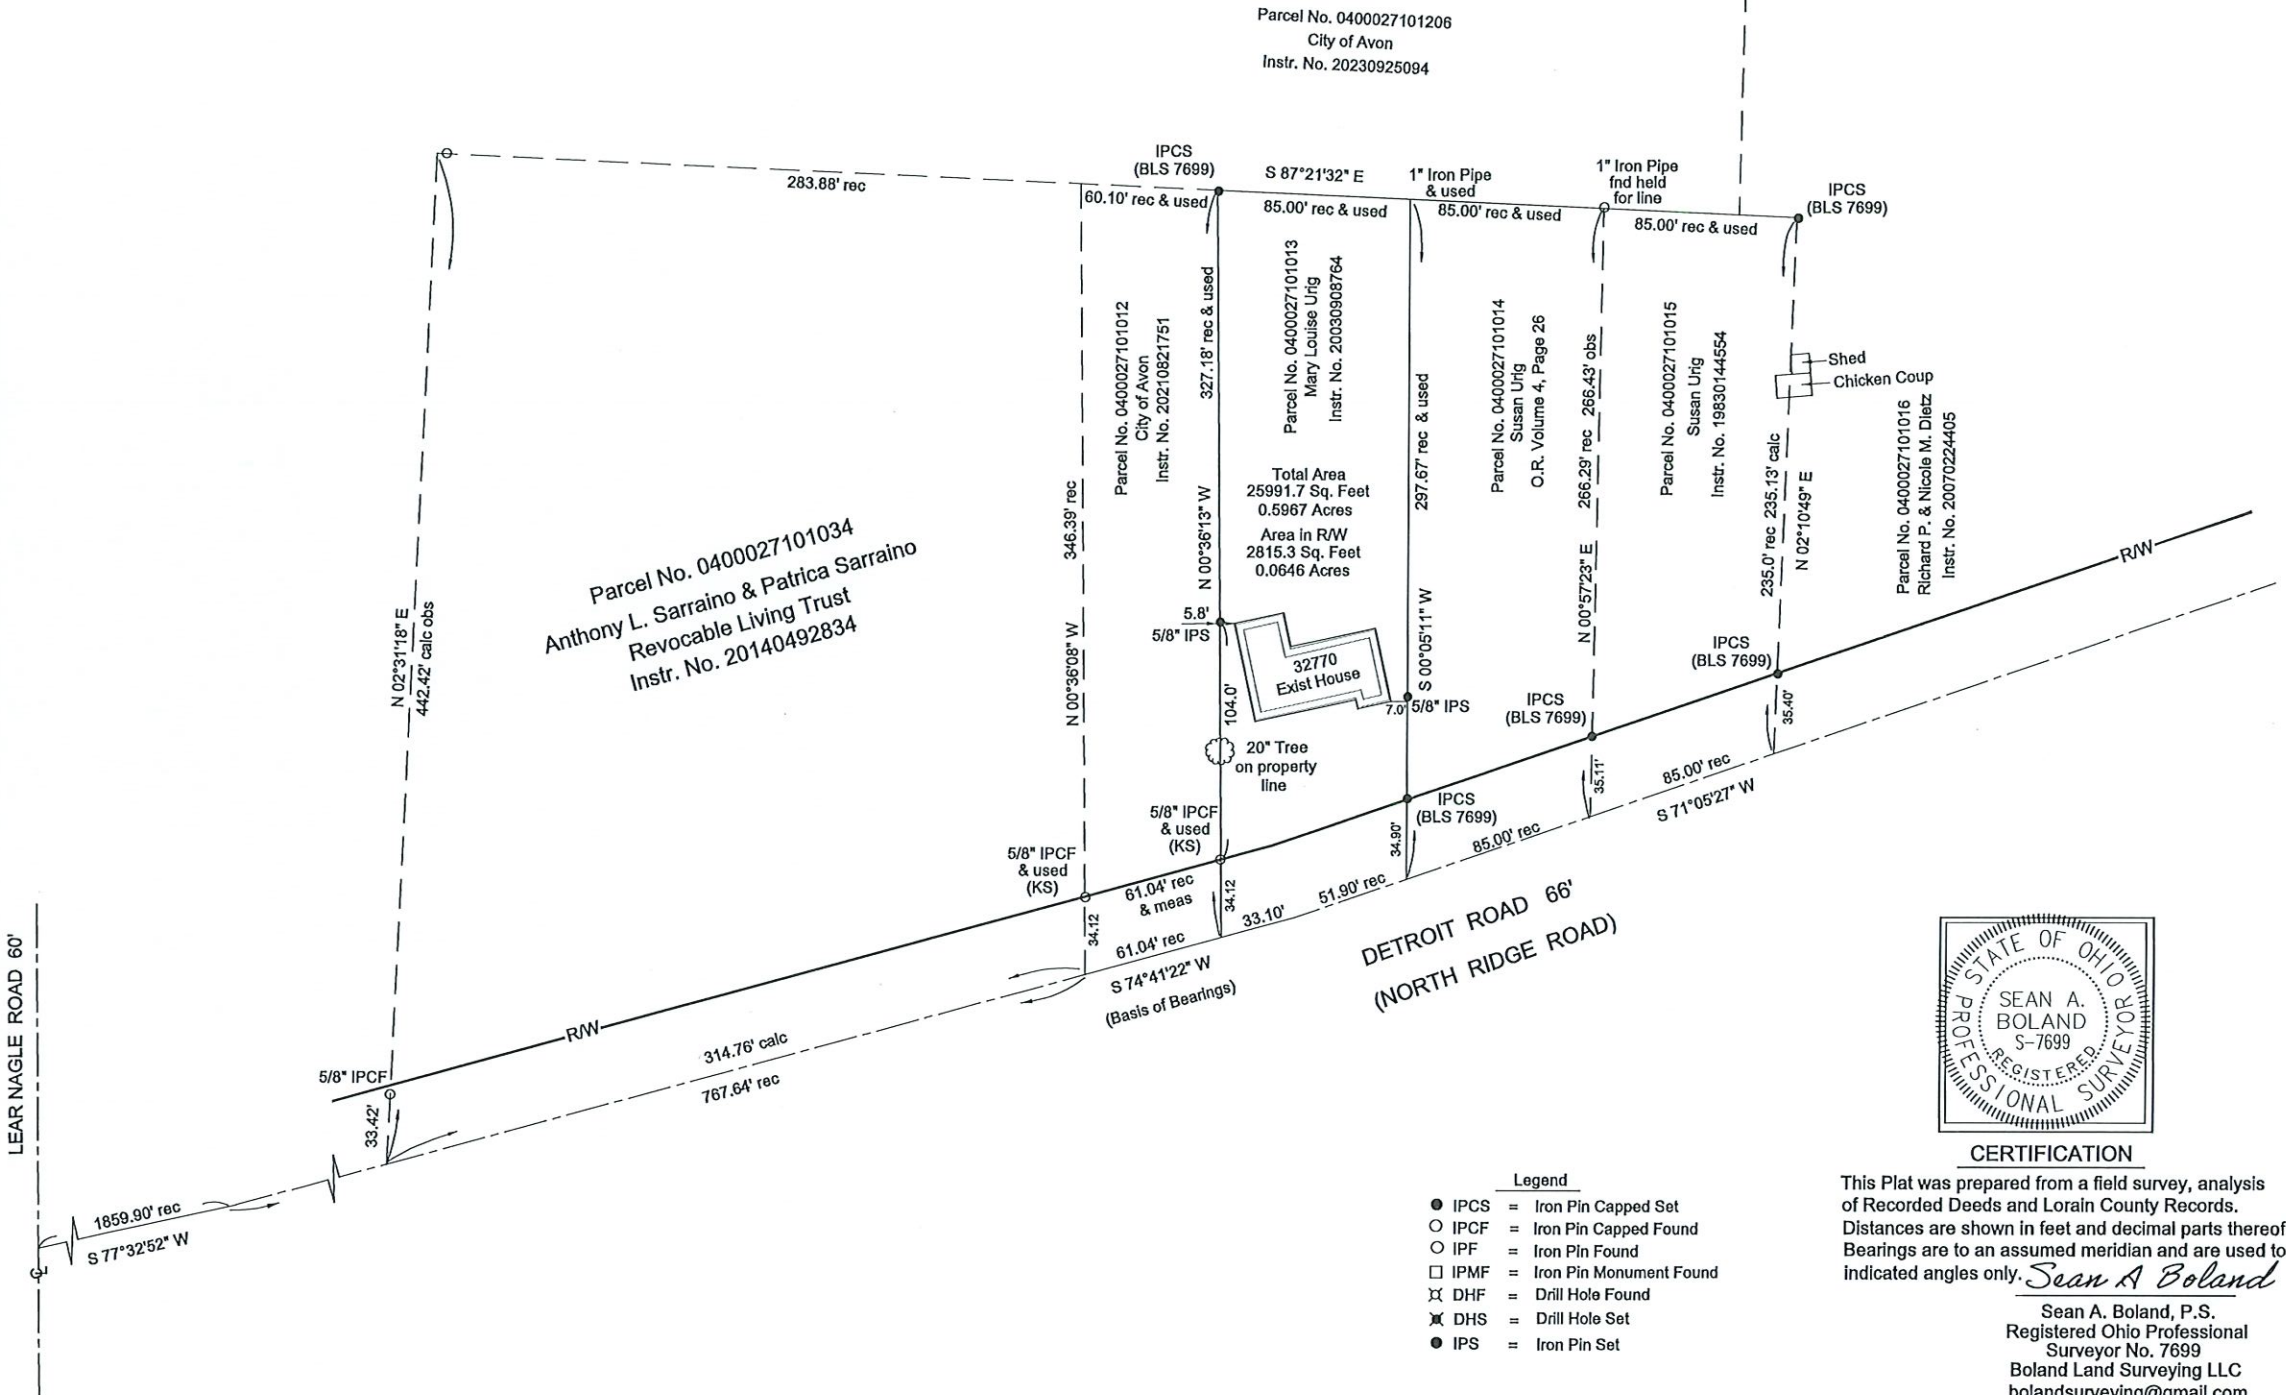 Parcel No. 0400027101206
City of Avon
Instr. No. 20230925094
283.88' rec
60.10' rec & used
IPCS
(BLS 7699)
S 87°21'32" E
85.00' rec & used
1" Iron Pipe
& used
85.00' rec & used
1" Iron Pipe
fnd held
for line
85.00' rec & used
IPCS
(BLS 7699)
N 02°31'18" E
442.42' calc obs
Parcel No. 0400027101034
Anthony L. Sarraino & Patrica Sarraino
Revocable Living Trust
Instr. No. 20140492834
346.39' rec
N 00°36'08" W
Parcel No. 0400027101012
City of Avon
Instr. No. 20210821751
327.18' rec & used
N 00°36'13" W
Parcel No. 0400027101013
Mary Louise Urig
Instr. No. 20030908764
Total Area
25991.7 Sq. Feet
0.5967 Acres
Area in R/W
2815.3 Sq. Feet
0.0646 Acres
297.67' rec & used
S 00°05'11" W
Parcel No. 0400027101014
Susan Urig
O.R. Volume 4, Page 26
266.29' rec 266.43' obs
N 00°57'23" E
Parcel No. 0400027101015
Susan Urig
Instr. No. 19830144554
Shed
Chicken Coup
235.0' rec 235.13' calc
N 02°10'49" E
Parcel No. 0400027101016
Richard P. & Nicole M. Dietz
Instr. No. 20070224405
5.8'
5/8" IPS
32770
Exist House
7.0'
5/8" IPS
104.0'
20" Tree
on property
line
5/8" IPCF
& used
(KS)
5/8" IPCF
& used
(KS)
IPCS
(BLS 7699)
IPCS
(BLS 7699)
IPCS
(BLS 7699)
R/W
35.40'
35.11'
34.90'
34.12
34.12
61.04' rec
& meas
61.04' rec
33.10'
51.90' rec
85.00' rec
85.00' rec
S 71°05'27" W
S 74°41'22" W
(Basis of Bearings)
DETROIT ROAD 66'
(NORTH RIDGE ROAD)
R/W
314.76' calc
767.64' rec
5/8" IPCF
33.42'
LEAR NAGLE ROAD 60'
1859.90' rec
S 77°32'52" W
Legend
IPCS = Iron Pin Capped Set
IPCF = Iron Pin Capped Found
IPF = Iron Pin Found
IPMF = Iron Pin Monument Found
DHF = Drill Hole Found
DHS = Drill Hole Set
IPS = Iron Pin Set
STATE OF OHIO
SEAN A.
BOLAND
S-7699
REGISTERED
PROFESSIONAL SURVEYOR
CERTIFICATION
This Plat was prepared from a field survey, analysis
of Recorded Deeds and Lorain County Records.
Distances are shown in feet and decimal parts thereof
Bearings are to an assumed meridian and are used to
indicated angles only. Sean A Boland
Sean A. Boland, P.S.
Registered Ohio Professional
Surveyor No. 7699
Boland Land Surveying LLC
bolandsurveying@gmail.com